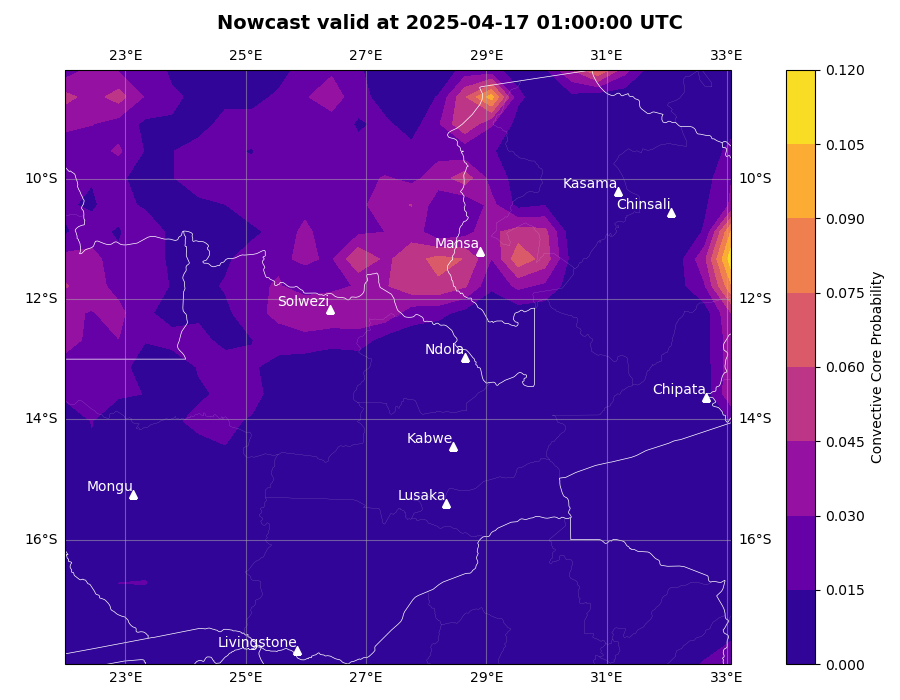 Nowcast valid at 2025-04-17 01:00:00 UTC
23°E 25°E 27°E 29°E 31°E 33°E
0.120
0.105
10°S Kasama 10°S
Chinsali
0.090
Mansa
0.075
12°S Solwezi 12°S
Ndola
0.060
Chipata
14°S 14°S
Kabwe
0.045
Mongu
Lusaka
0.030
16°S 16°S
0.015
Livingstone
0.000
23°E 25°E 27°E 29°E 31°E 33°E
Convective Core Probability